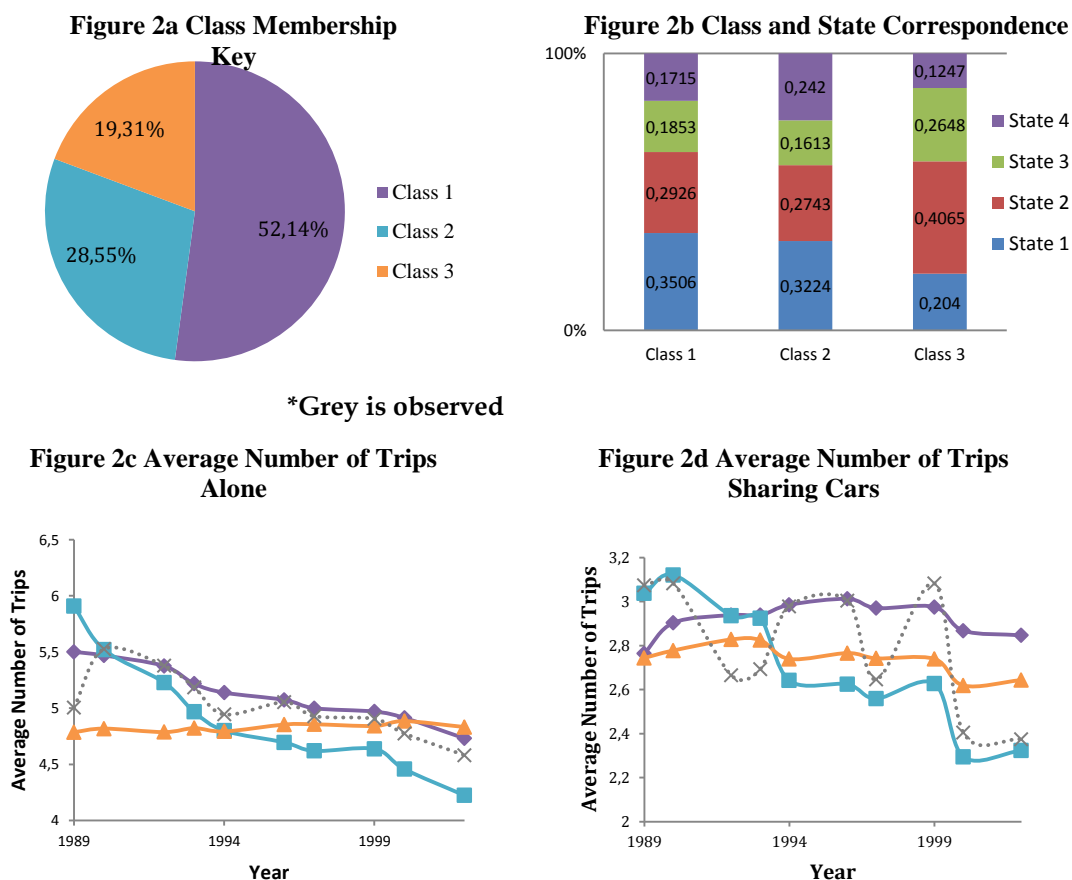 Figure 2a Class Membership
Key
19,31%
52,14%
28,55%
Class 1
Class 2
Class 3
Figure 2b Class and State Correspondence
100%
0%
0,1715
0,242
0,1247
0,1853
0,1613
0,2648
0,2926
0,2743
0,4065
0,3506
0,3224
0,204
Class 1
Class 2
Class 3
State 4
State 3
State 2
State 1
*Grey is observed
Figure 2c Average Number of Trips
Alone
Average Number of Trips
6,5
6
5,5
5
4,5
4
1989
1994
1999
Year
Figure 2d Average Number of Trips
Sharing Cars
Average Number of Trips
3,2
3
2,8
2,6
2,4
2,2
2
1989
1994
1999
Year